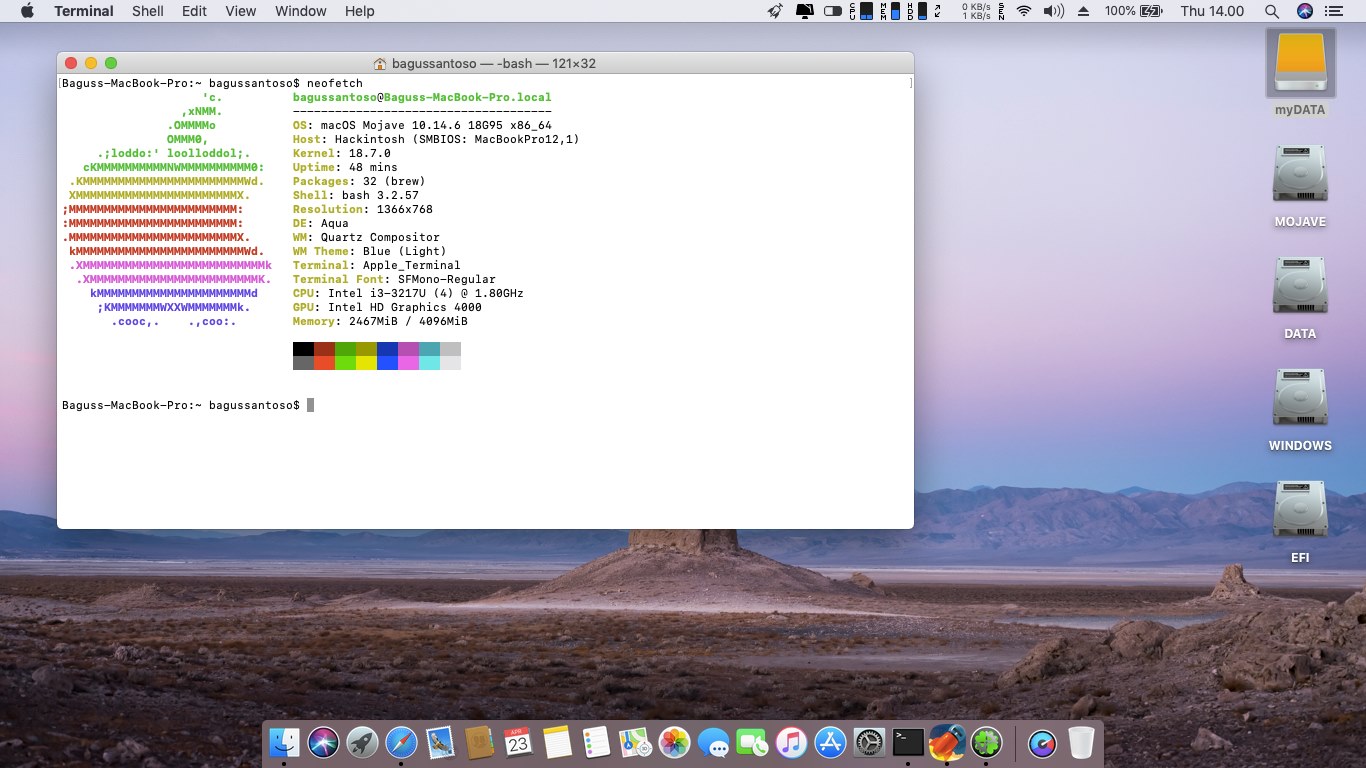 Terminal Shell Edit View Window Help
CPU MEM HDD 0 KB/s 1 KB/s SEN 100% Thu 14.00
bagussantoso — -bash — 121×32
[Baguss-MacBook-Pro:~ bagussantoso$ neofetch ]
'c. bagussantoso@Baguss-MacBook-Pro.local
,xNMM. -------------------------------------
.OMMMMo OS: macOS Mojave 10.14.6 18G95 x86_64
OMMM0, Host: Hackintosh (SMBIOS: MacBookPro12,1)
.;loddo:' loolloddol;. Kernel: 18.7.0
cKMMMMMMMMMMNWMMMMMMMMMM0: Uptime: 48 mins
.KMMMMMMMMMMMMMMMMMMMMMMMWd. Packages: 32 (brew)
XMMMMMMMMMMMMMMMMMMMMMMMX. Shell: bash 3.2.57
;MMMMMMMMMMMMMMMMMMMMMMMM: Resolution: 1366x768
:MMMMMMMMMMMMMMMMMMMMMMMM: DE: Aqua
.MMMMMMMMMMMMMMMMMMMMMMMMX. WM: Quartz Compositor
kMMMMMMMMMMMMMMMMMMMMMMMMWd. WM Theme: Blue (Light)
.XMMMMMMMMMMMMMMMMMMMMMMMMMMk Terminal: Apple_Terminal
.XMMMMMMMMMMMMMMMMMMMMMMMMK. Terminal Font: SFMono-Regular
kMMMMMMMMMMMMMMMMMMMMMMd CPU: Intel i3-3217U (4) @ 1.80GHz
;KMMMMMMMWXXWMMMMMMMk. GPU: Intel HD Graphics 4000
.cooc,. .,coo:. Memory: 2467MiB / 4096MiB
Baguss-MacBook-Pro:~ bagussantoso$
myDATA
MOJAVE
DATA
WINDOWS
EFI
APR
23